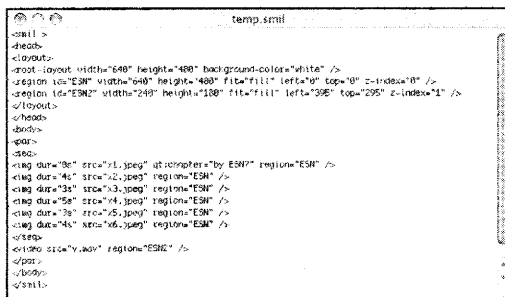 temp.smil
<smil >
<head>
<layout>
<root-layout width="640" height="480" background-color="white" />
<region id="ESN" width="640" height="480" fit="fill" left="0" top="0" z-index="0" />
<region id="ESN2" width="240" height="180" fit="fill" left="395" top="295" z-index="1" />
</layout>
</head>
<body>
<par>
<seq>
<img src="x1.jpeg" qt:chapter="by region="ESN" />
<img dur="4s" src="x2.jpeg" region="ESN" />
<img dur="3s" src="x3.jpeg" region="ESN" />
<img dur="5s" src="x4.jpeg" region="ESN" />
<img src="x5.jpeg" region="ESN" />
<img dur="4s" src="x6.jpeg" region="ESN" />
</seq>
<video src="v.mov" region="ESN2" />
</par>
</body>
</smil>